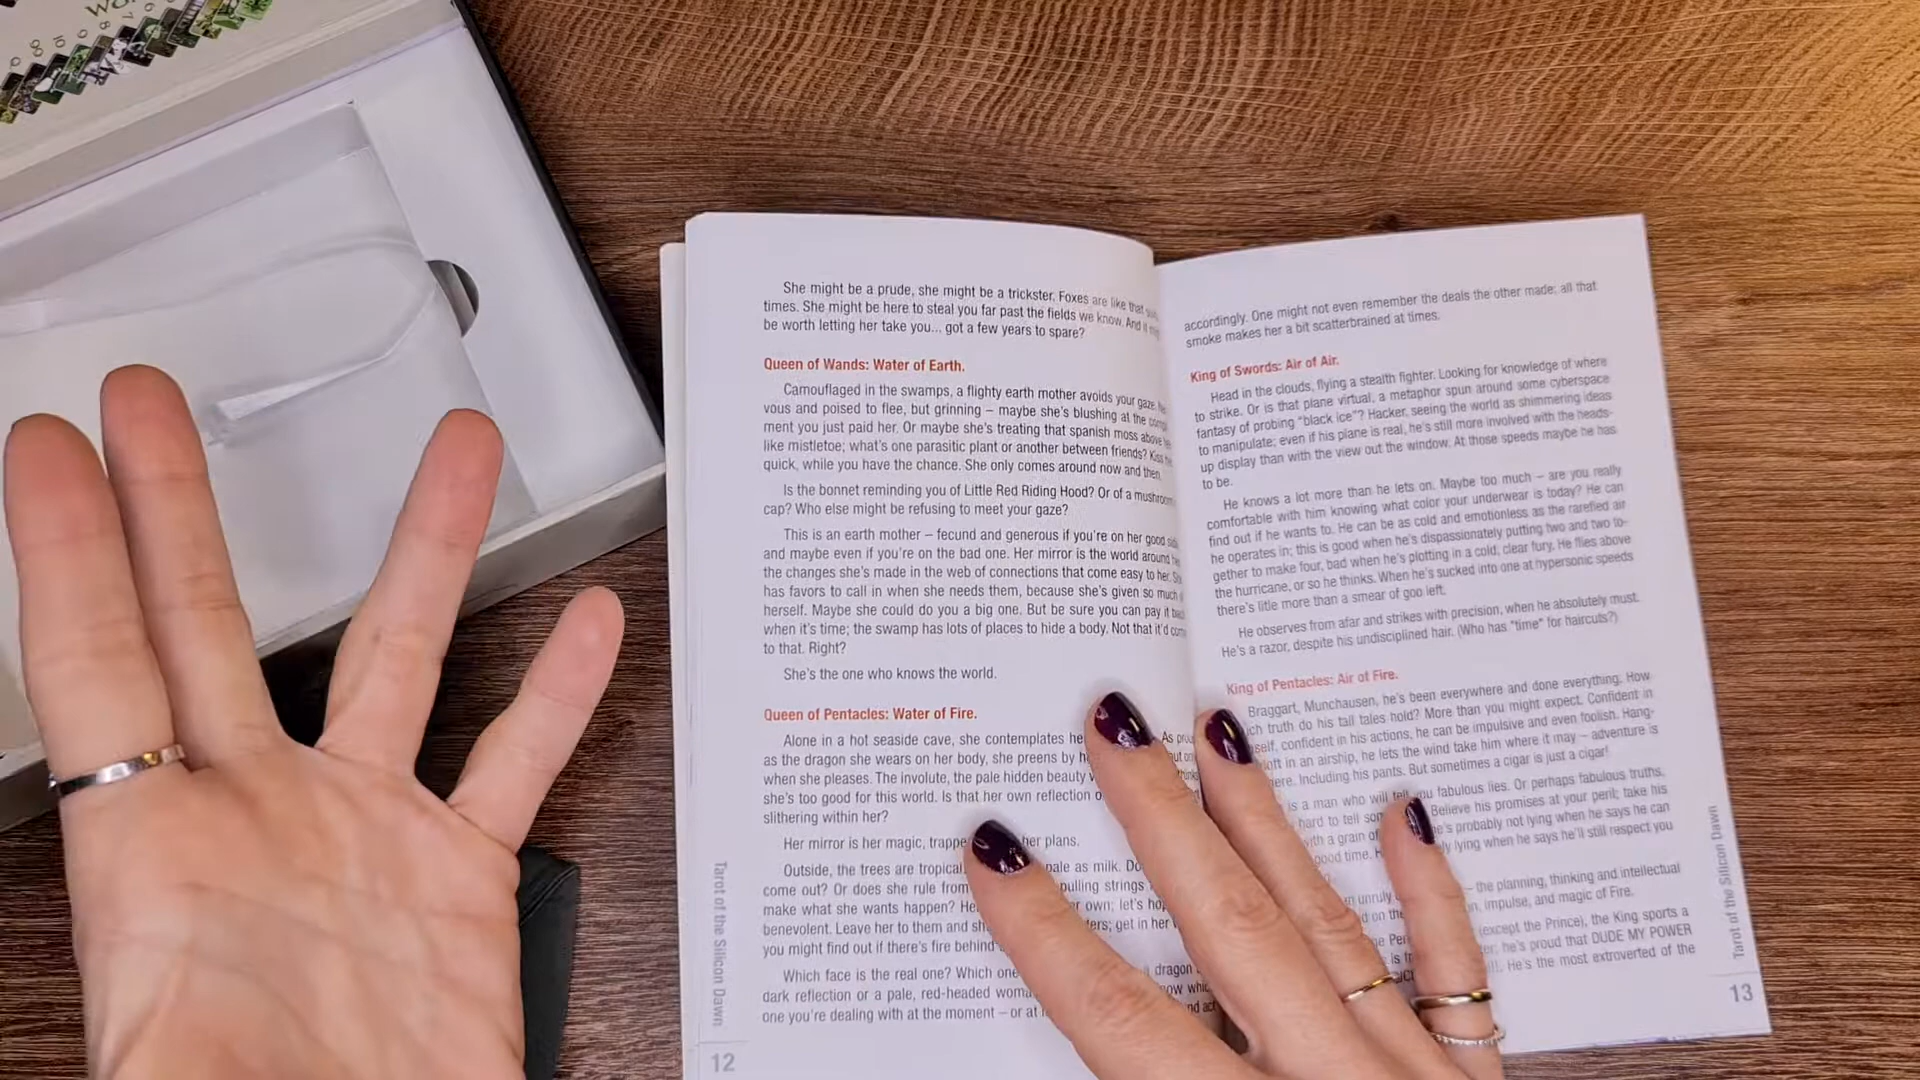 She might be a prude, she might be a trickster. Foxes are like that
times. She might be here to steal you far past the fields we know. And it
be worth letting her take you... got a few years to spare?
Queen of Wands: Water of Earth.
Camouflaged in the swamps, a flighty earth mother avoids your gaze.
vous and poised to flee, but grinning – maybe she's blushing at the
ment you just paid her. Or maybe she's treating that spanish moss above
like mistletoe; what's one parasitic plant or another between friends? Kiss
quick, while you have the chance. She only comes around now and then.
Is the bonnet reminding you of Little Red Riding Hood? Or of a mushroom
cap? Who else might be refusing to meet your gaze?
This is an earth mother – fecund and generous if you're on her good
and maybe even if you're on the bad one. Her mirror is the world around
the changes she's made in the web of connections that come easy to her.
has favors to call in when she needs them, because she's given so much
herself. Maybe she could do you a big one. But be sure you can pay it
when it's time; the swamp has lots of places to hide a body. Not that it'd
to that. Right?
She's the one who knows the world.
Queen of Pentacles: Water of Fire.
Alone in a hot seaside cave, she contemplates As
as the dragon she wears on her body, she preens by
when she pleases. The involute, the pale hidden beauty
she's too good for this world. Is that her own reflection
slithering within her?
Her mirror is her magic, her plans.
Outside, the trees are tropical pale as milk.
come out? Or does she rule from pulling strings
make what she wants happen? own; let's
benevolent. Leave her to them and get in her
you might find out if there's fire behind
Which face is the real one? Which one dragon
dark reflection or a pale, red-headed
one you're dealing with at the moment – or at
Tarot of the Silicon Dawn
12
accordingly. One might not even remember the deals the other made; all that
smoke makes her a bit scatterbrained at times.
King of Swords: Air of Air.
Head in the clouds, flying a stealth fighter. Looking for knowledge of where
to strike. Or is that plane virtual, a metaphor spun around some cyberspace
fantasy of probing "black ice"? Hacker, seeing the world as shimmering ideas
to manipulate; even if his plane is real, he's still more involved with the heads-
up display than with the view out the window. At those speeds maybe he has
to be.
He knows a lot more than he lets on. Maybe too much – are you really
comfortable with him knowing what color your underwear is today? He can
find out if he wants to. He can be as cold and emotionless as the rarefied air
he operates in; this is good when he's dispassionately putting two and two to-
gether to make four, bad when he's plotting in a cold, clear fury. He flies above
the hurricane, or so he thinks. When he's sucked into one at hypersonic speeds
there's litle more than a smear of goo left.
He observes from afar and strikes with precision, when he absolutely must.
He's a razor, despite his undisciplined hair. (Who has "time" for haircuts?)
King of Pentacles: Air of Fire.
Braggart, Munchausen, he's been everywhere and done everything. How
truth do his tall tales hold? More than you might expect. Confident in
confident in his actions, he can be impulsive and even foolish. Hang-
in an airship, he lets the wind take him where it may – adventure is
Including his pants. But sometimes a cigar is just a cigar!
is a man who will tell you fabulous lies. Or perhaps fabulous truths.
hard to tell Believe his promises at your peril; take his
with a grain of he's probably not lying when he says he can
good time. lying when he says he'll still respect you
unruly – the planning, thinking and intellectual
impulse, and magic of Fire.
(except the Prince), the King sports a
he's proud that DUDE MY POWER
He's the most extroverted of the
Tarot of the Silicon Dawn
13